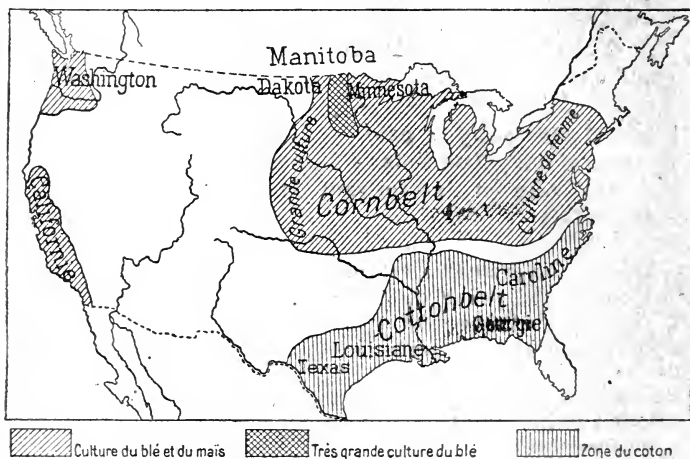 Manitoba
Washington
Dakota
Minnesota
Grande culture
Culture du ferme
Cornbelt
Californie
Caroline
Cottonbelt
Louisiane
Texas
Culture du blé et du maïs
Très grande culture du blé
Zone du coton